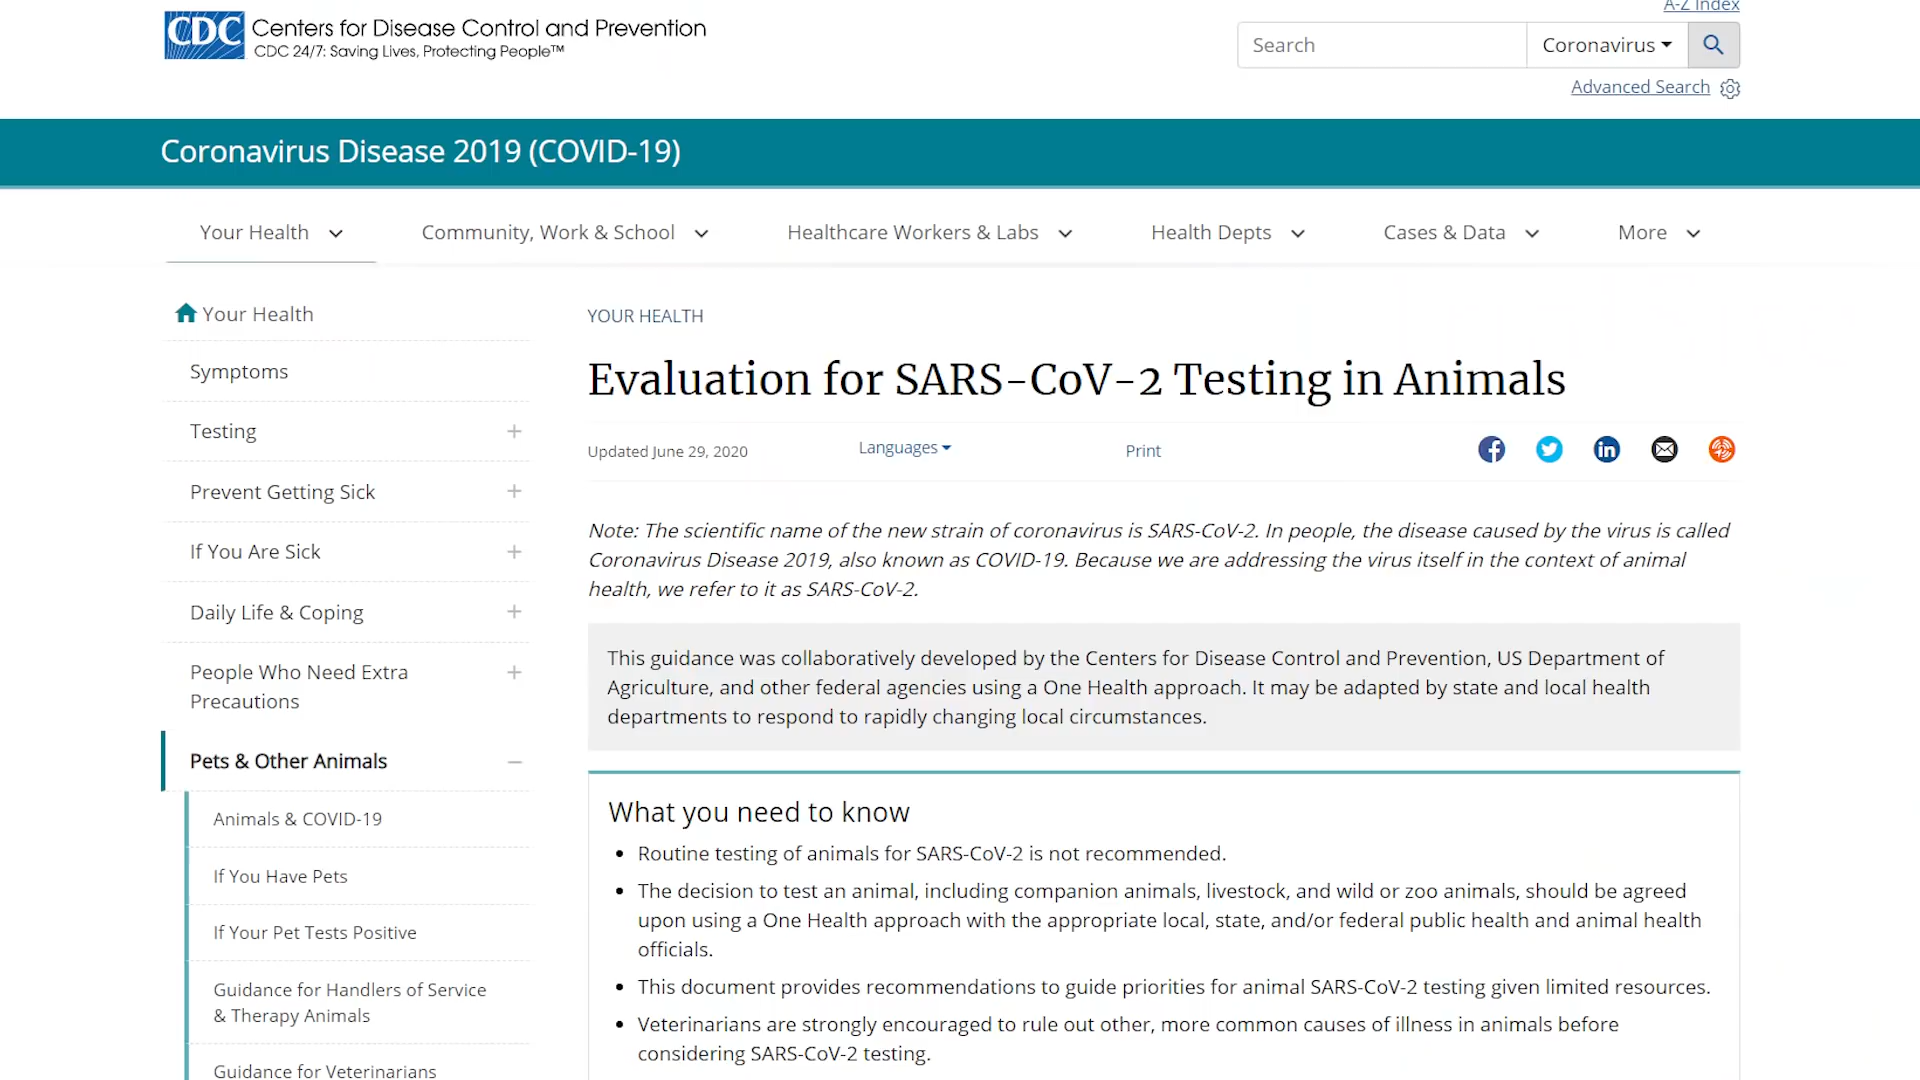 A-Z Index
CDC
Centers for Disease Control and Prevention
CDC 24/7: Saving Lives, Protecting People™
Search
Coronavirus
Advanced Search
Coronavirus Disease 2019 (COVID-19)
Your Health
Community, Work & School
Healthcare Workers & Labs
Health Depts
Cases & Data
More
Your Health
Symptoms
Testing
Prevent Getting Sick
If You Are Sick
Daily Life & Coping
People Who Need Extra
Precautions
Pets & Other Animals
Animals & COVID-19
If You Have Pets
If Your Pet Tests Positive
Guidance for Handlers of Service
& Therapy Animals
Guidance for Veterinarians
YOUR HEALTH
Evaluation for SARS-CoV-2 Testing in Animals
Updated June 29, 2020
Languages
Print
Note: The scientific name of the new strain of coronavirus is SARS-CoV-2. In people, the disease caused by the virus is called
Coronavirus Disease 2019, also known as COVID-19. Because we are addressing the virus itself in the context of animal
health, we refer to it as SARS-CoV-2.
This guidance was collaboratively developed by the Centers for Disease Control and Prevention, US Department of
Agriculture, and other federal agencies using a One Health approach. It may be adapted by state and local health
departments to respond to rapidly changing local circumstances.
What you need to know
• Routine testing of animals for SARS-CoV-2 is not recommended.
• The decision to test an animal, including companion animals, livestock, and wild or zoo animals, should be agreed
upon using a One Health approach with the appropriate local, state, and/or federal public health and animal health
officials.
• This document provides recommendations to guide priorities for animal SARS-CoV-2 testing given limited resources.
• Veterinarians are strongly encouraged to rule out other, more common causes of illness in animals before
considering SARS-CoV-2 testing.